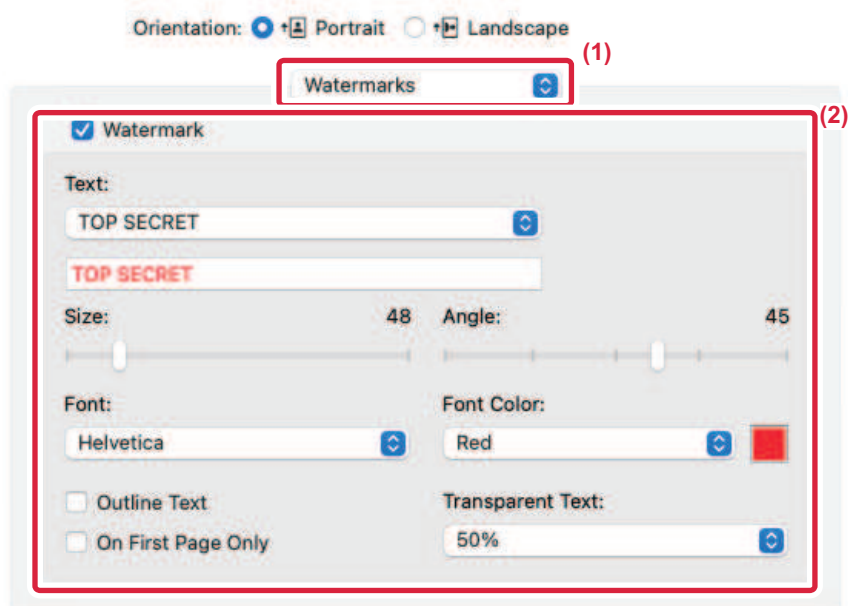 Orientation: Portrait Landscape
(1)
Watermarks
(2)
Watermark
Text:
TOP SECRET
TOP SECRET
Size: 48 Angle: 45
Font: Font Color:
Helvetica Red
Outline Text Transparent Text:
On First Page Only 50%